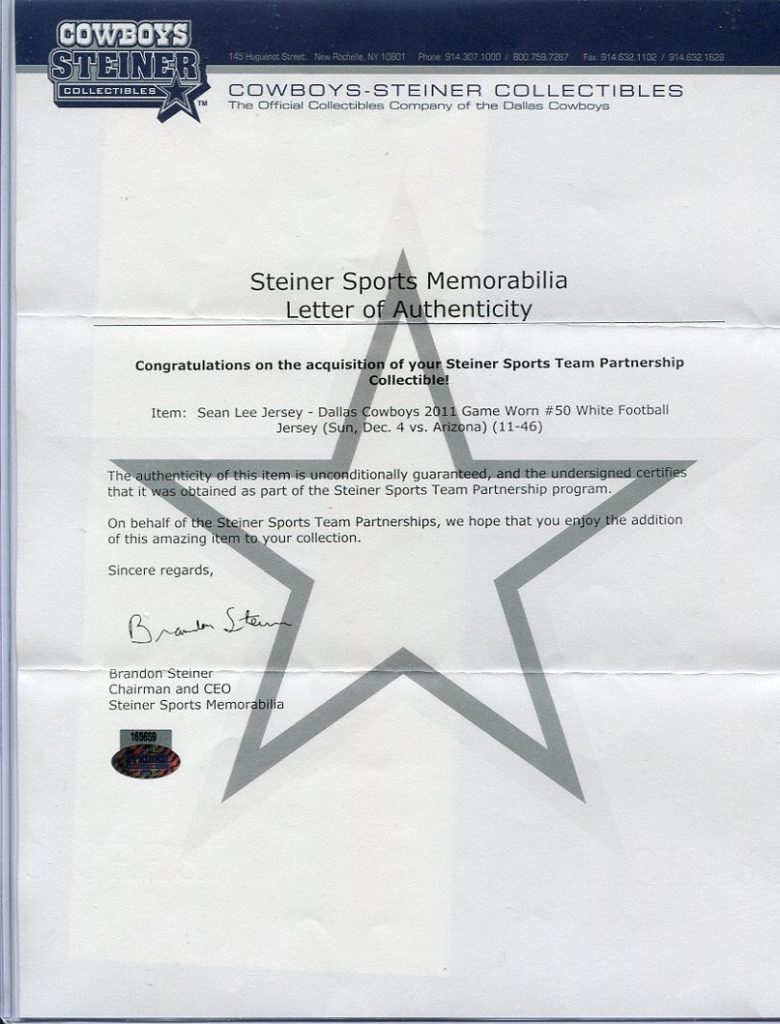 COWBOYS
STEINER
COLLECTIBLES
TM
145 Huguenot Street, New Rochelle, NY 10801 Phone: 914.307.1000 / 800.759.7267 Fax: 914.632.1102 / 914.632.1629
COWBOYS-STEINER COLLECTIBLES
The Official Collectibles Company of the Dallas Cowboys
Steiner Sports Memorabilia
Letter of Authenticity
Congratulations on the acquisition of your Steiner Sports Team Partnership
Collectible!
Item: Sean Lee Jersey - Dallas Cowboys 2011 Game Worn #50 White Football
Jersey (Sun, Dec. 4 vs. Arizona) (11-46)
The authenticity of this item is unconditionally guaranteed, and the undersigned certifies
that it was obtained as part of the Steiner Sports Team Partnership program.
On behalf of the Steiner Sports Team Partnerships, we hope that you enjoy the addition
of this amazing item to your collection.
Sincere regards,
Brandon Steiner
Brandon Steiner
Chairman and CEO
Steiner Sports Memorabilia